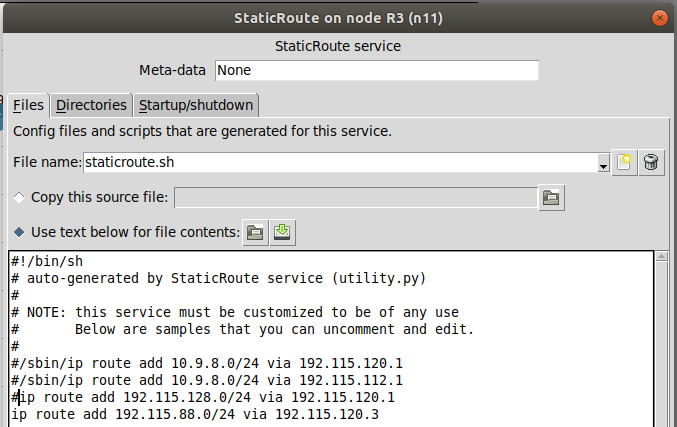 StaticRoute on node R3 (n11)
StaticRoute service
Meta-data None
Files Directories Startup/shutdown
Config files and scripts that are generated for this service.
File name: staticroute.sh
Copy this source file:
Use text below for file contents:
#!/bin/sh
# auto-generated by StaticRoute service (utility.py)
#
# NOTE: this service must be customized to be of any use
#       Below are samples that you can uncomment and edit.
#
#/sbin/ip route add 10.9.8.0/24 via 192.115.120.1
#/sbin/ip route add 10.9.8.0/24 via 192.115.112.1
#ip route add 192.115.128.0/24 via 192.115.120.1
ip route add 192.115.88.0/24 via 192.115.120.3